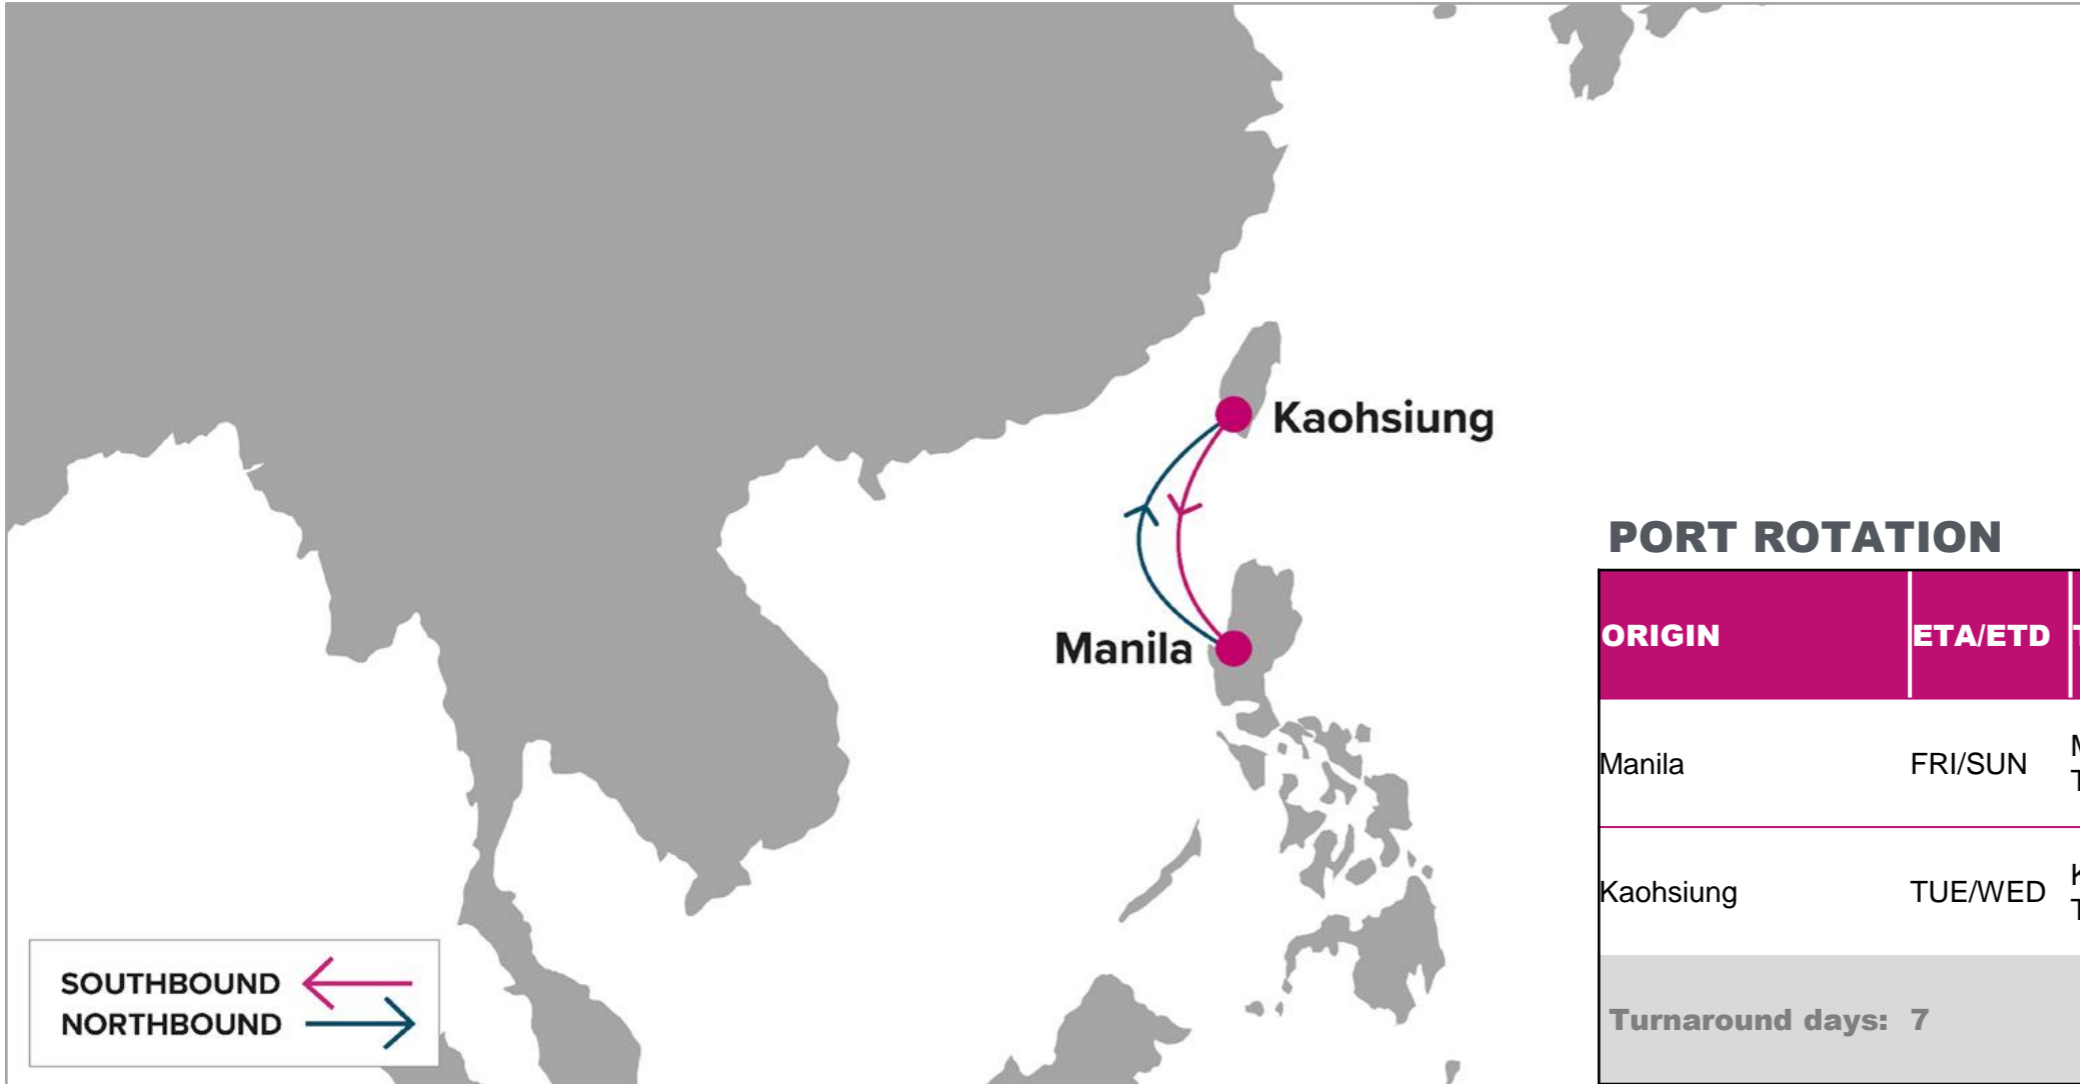 Kaohsiung
Manila
SOUTHBOUND
NORTHBOUND
PORT ROTATION
ORIGIN ETA/ETD
Manila FRI/SUN
Kaohsiung TUE/WED
Turnaround days: 7